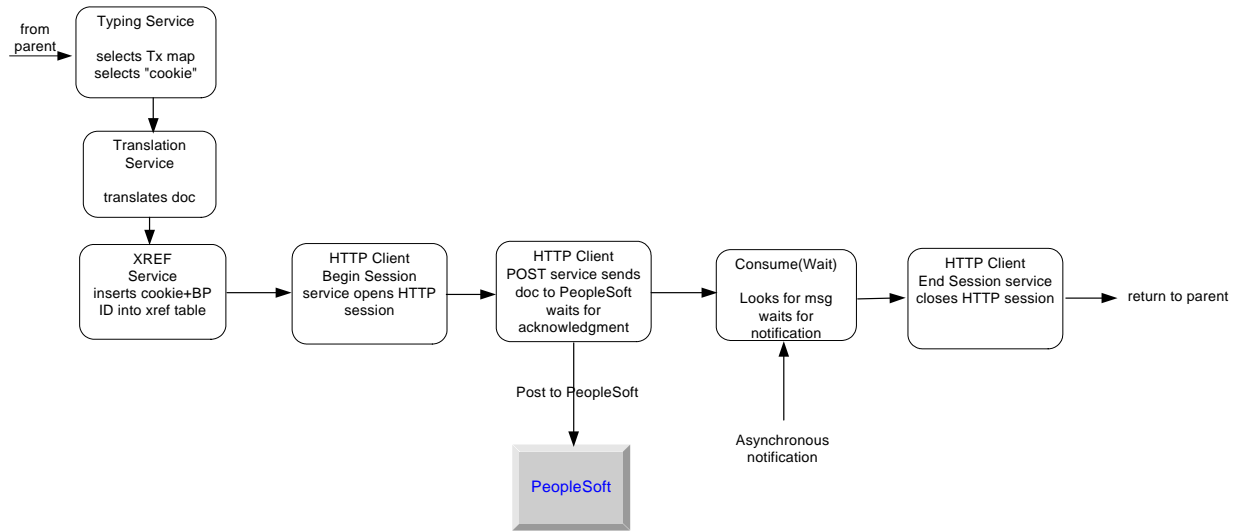 from
parent
Typing Service
selects Tx map
selects "cookie"
Translation
Service
translates doc
XREF
Service
inserts cookie+BP
ID into xref table
HTTP Client
Begin Session
service opens HTTP
session
HTTP Client
POST service sends
doc to PeopleSoft
waits for
acknowledgment
Consume(Wait)
Looks for msg
waits for
notification
HTTP Client
End Session service
closes HTTP session
return to parent
Post to PeopleSoft
Asynchronous
notification
PeopleSoft